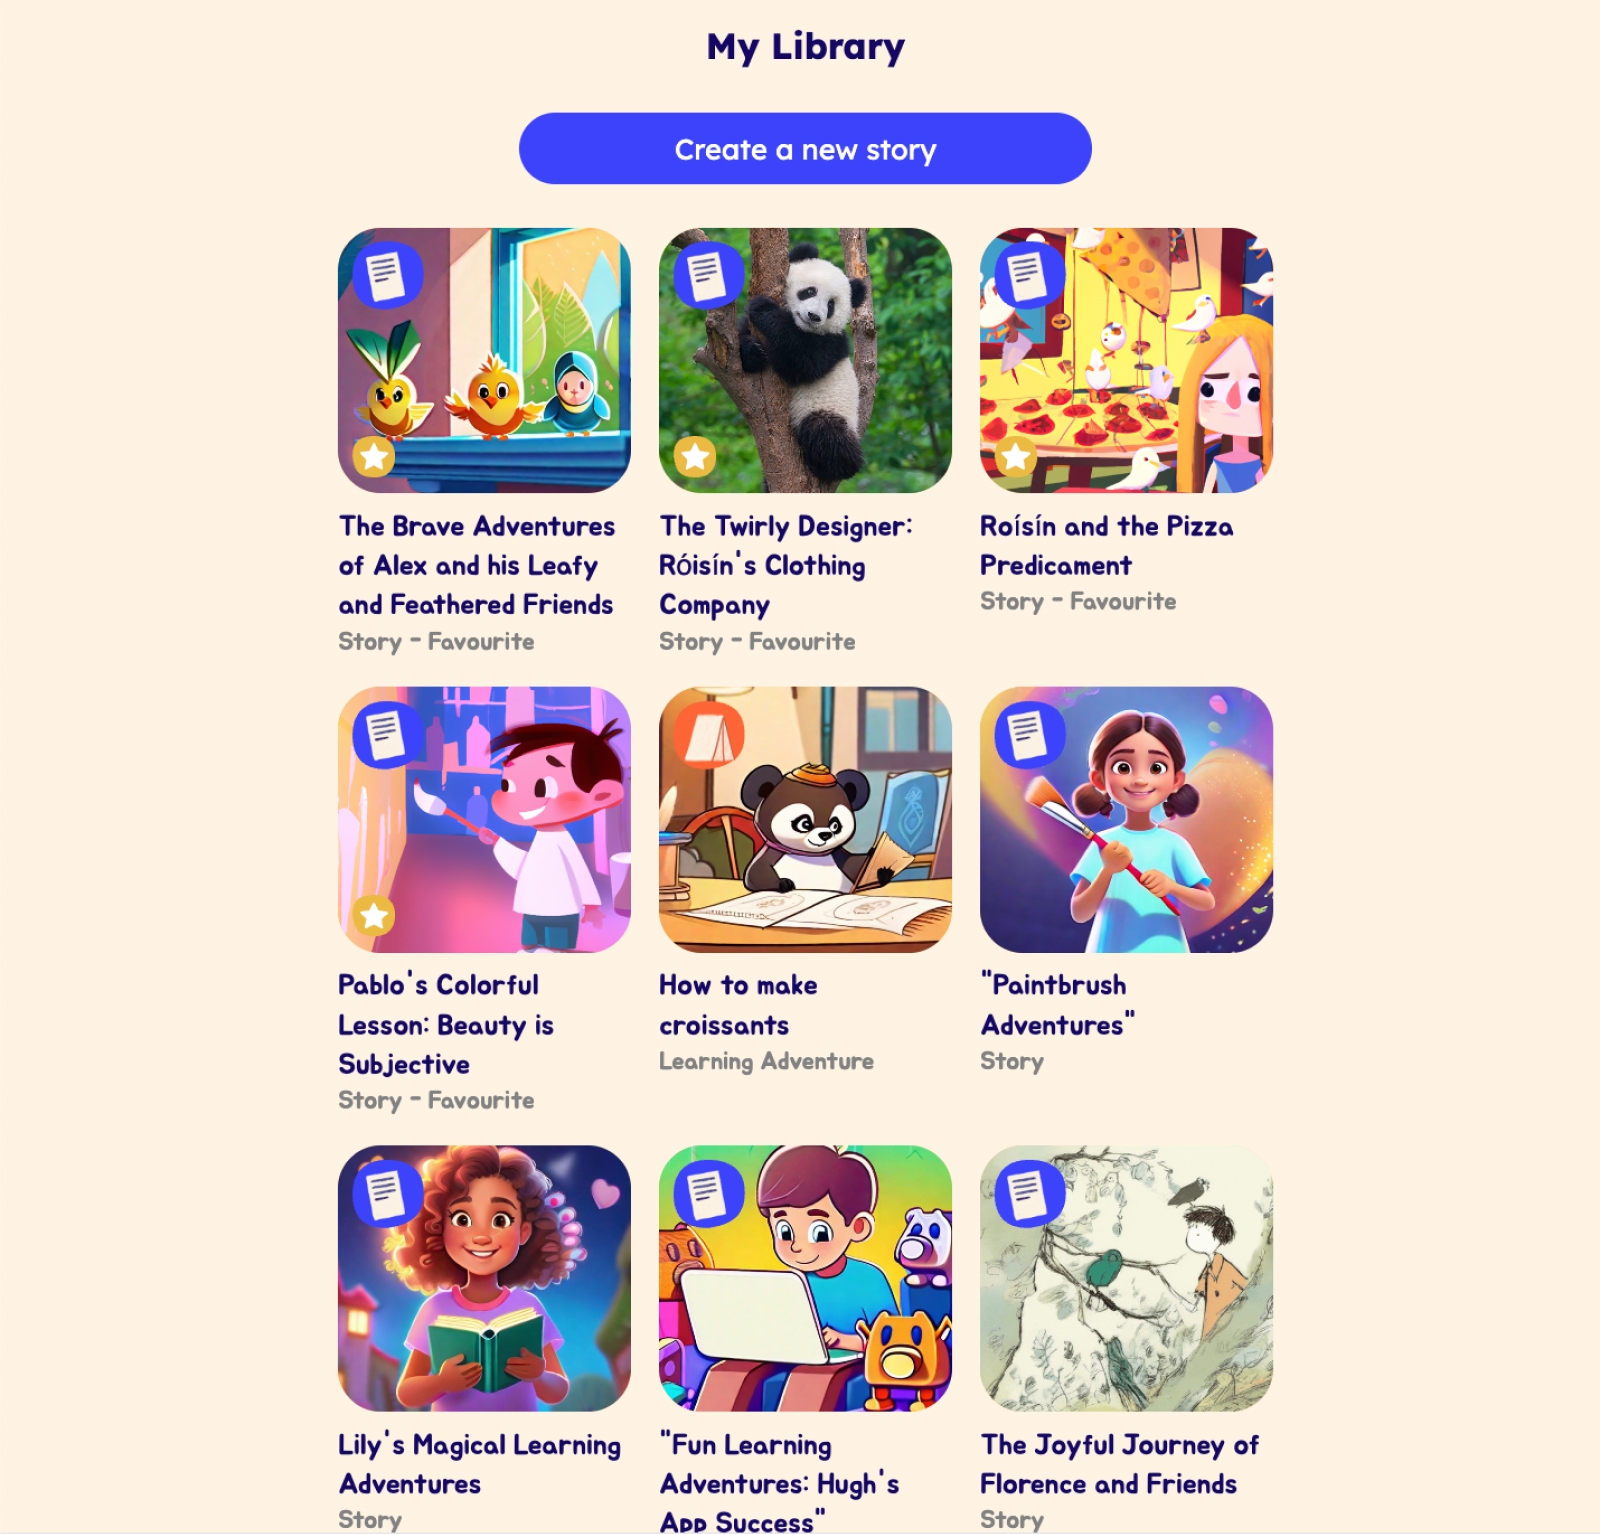 My Library
Create a new story
The Brave Adventures
of Alex and his Leafy
and Feathered Friends
Story - Favourite
The Twirly Designer:
Róisín's Clothing
Company
Story - Favourite
Roísín and the Pizza
Predicament
Story - Favourite
Pablo's Colorful
Lesson: Beauty is
Subjective
Story - Favourite
How to make
croissants
Learning Adventure
"Paintbrush
Adventures"
Story
Lily's Magical Learning
Adventures
Story
"Fun Learning
Adventures: Hugh's
App Success"
The Joyful Journey of
Florence and Friends
Story